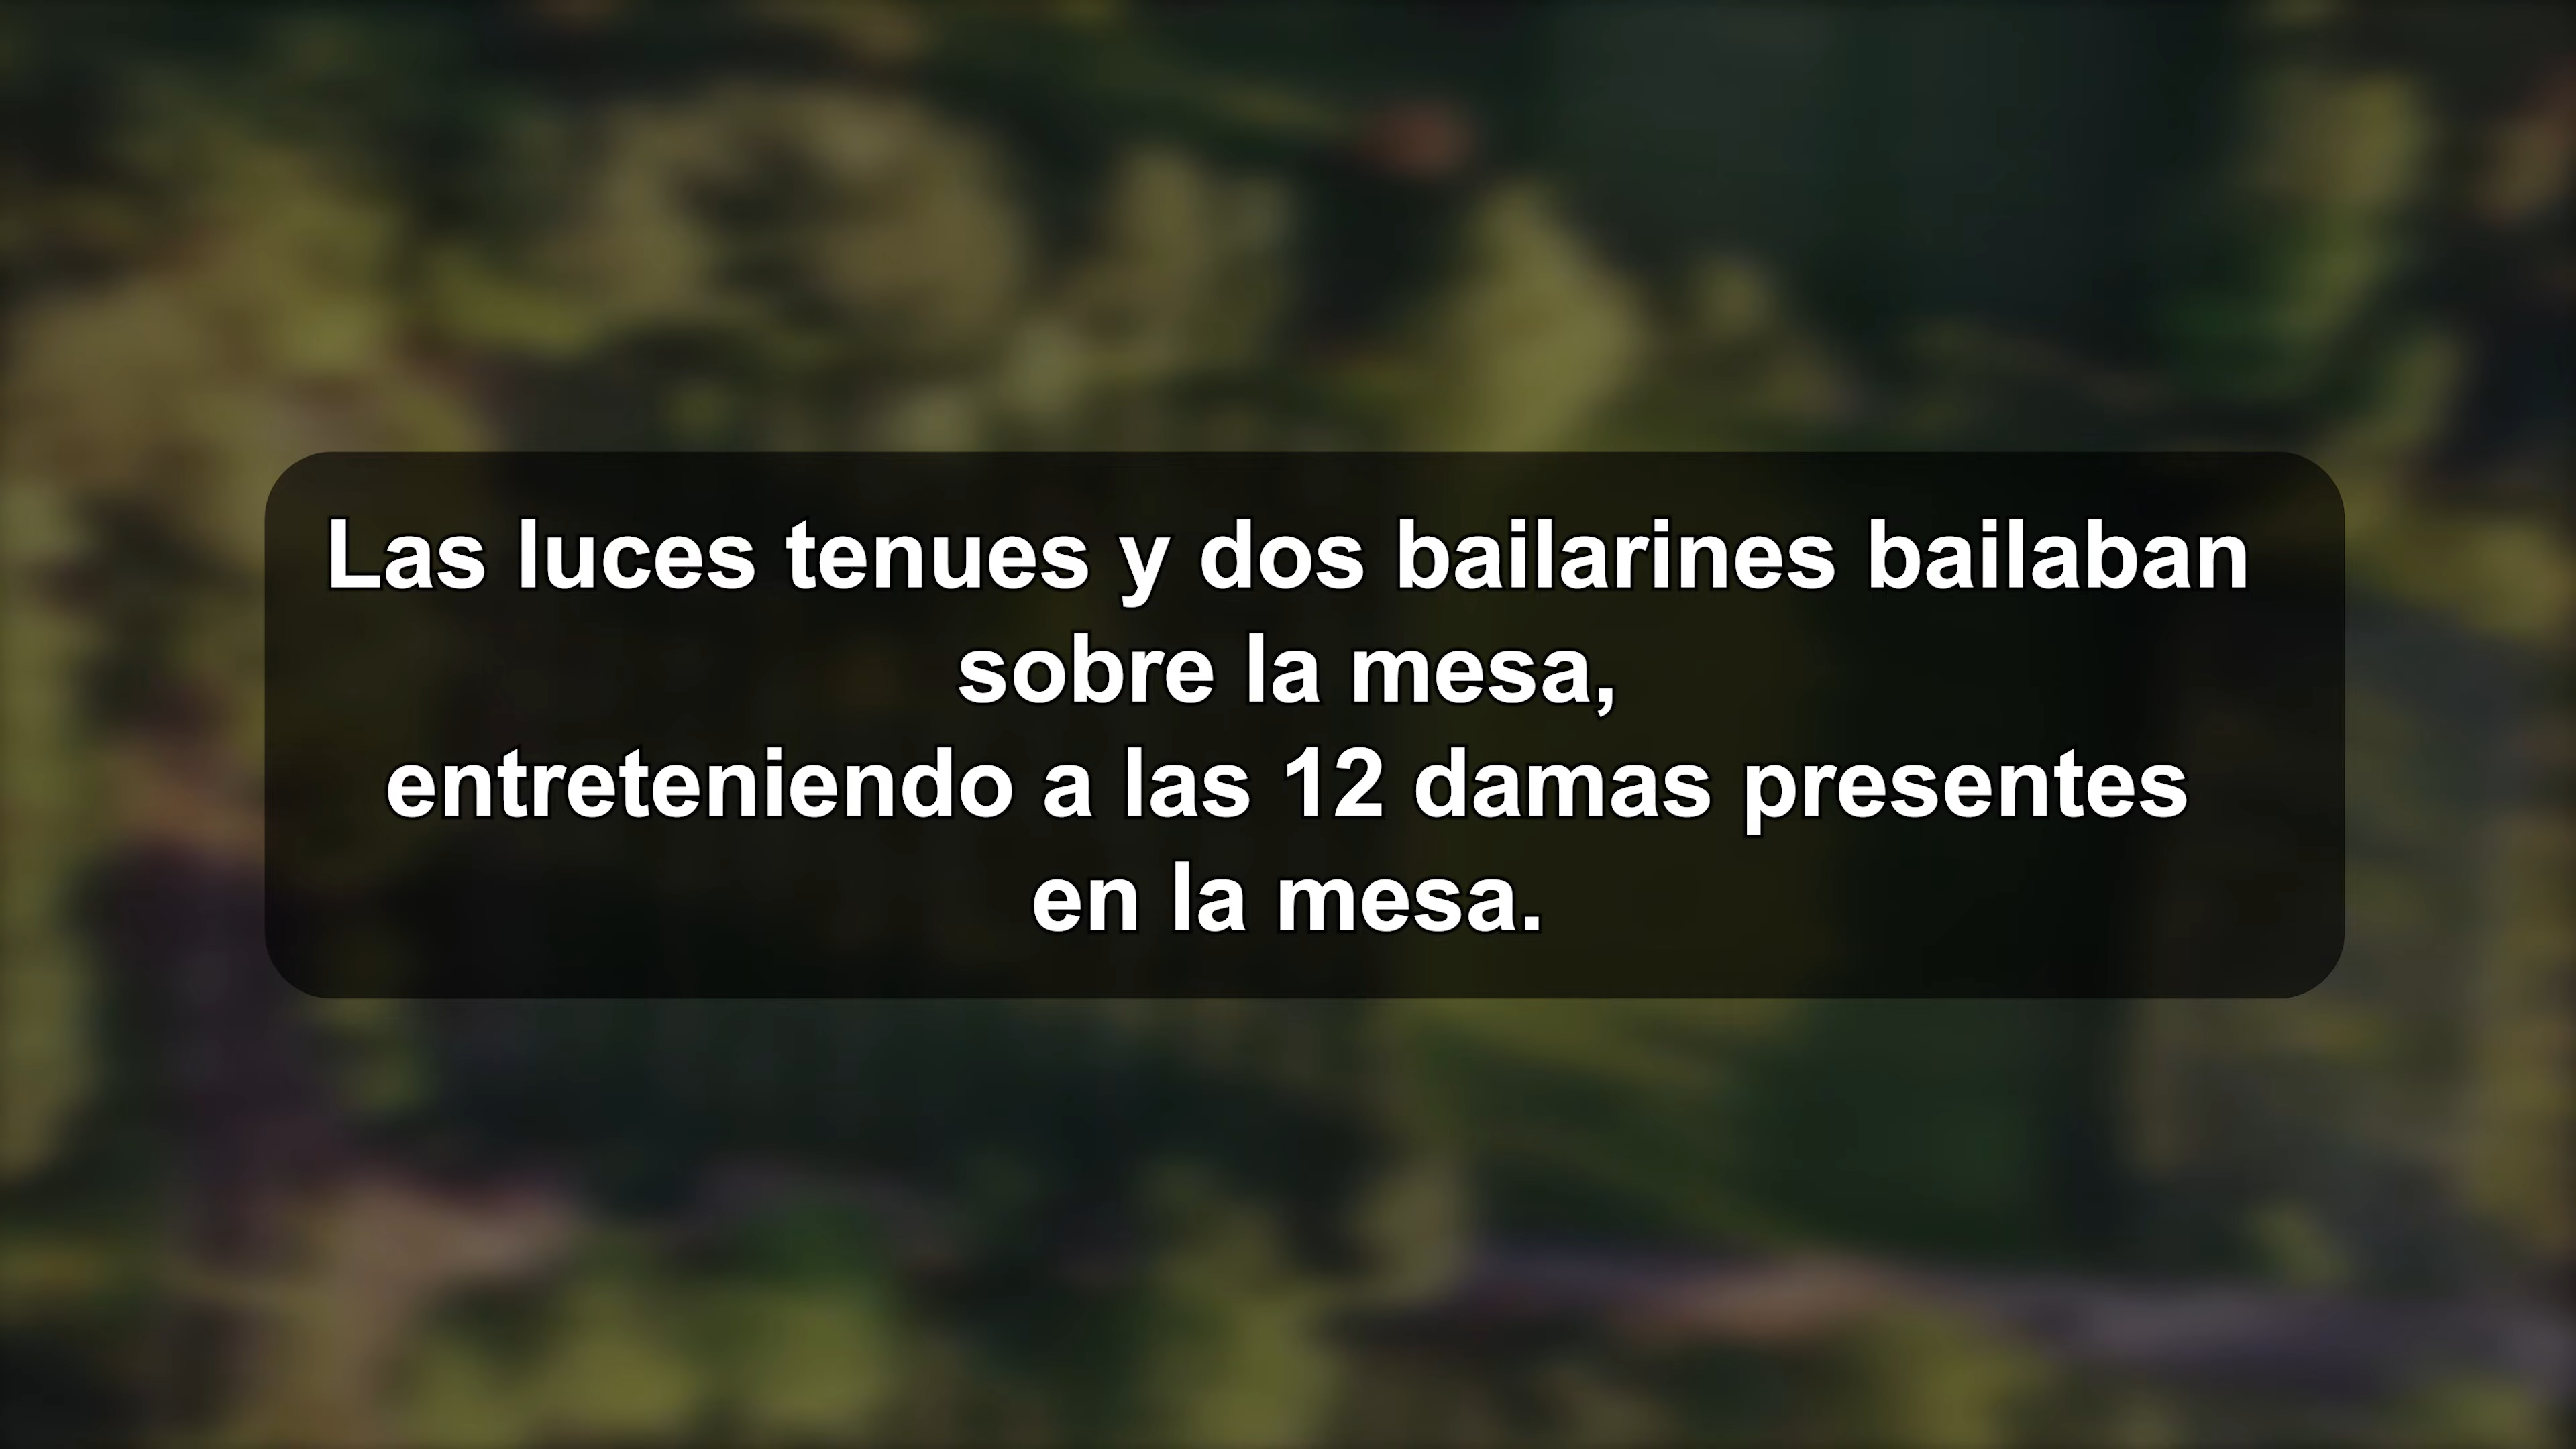 Las luces tenues y dos bailarines bailaban
sobre la mesa,
entreteniendo a las 12 damas presentes
en la mesa.